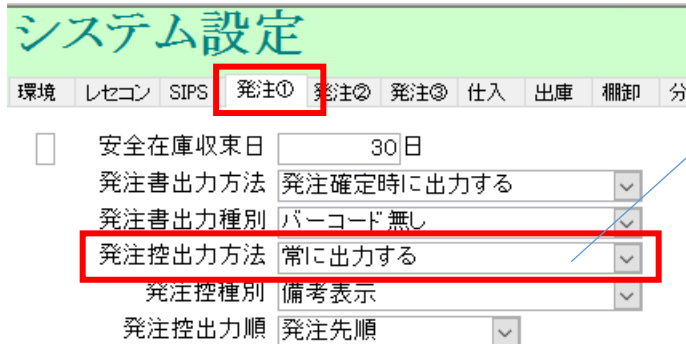 システム設定
環境 レセコン SIPS 発注① 発注② 発注③ 仕入 出庫 棚卸 分
安全在庫収束日 30 日
発注書出力方法 発注確定時に出力する
発注書出力種別 バーコード無し
発注控出力方法 常に出力する
発注控種別 備考表示
発注控出力順 発注先順